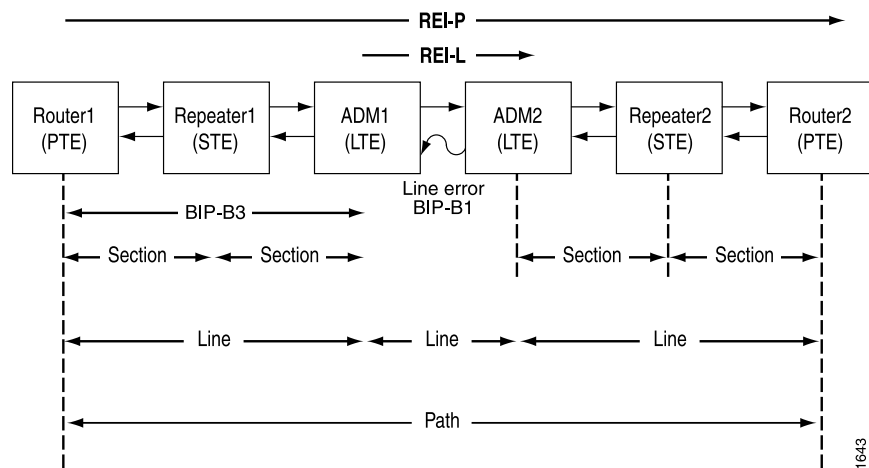 REI-P
REI-L
Router1
(PTE)
Repeater1
(STE)
ADM1
(LTE)
ADM2
(LTE)
Repeater2
(STE)
Router2
(PTE)
Line error
BIP-B1
BIP-B3
Section
Section
Section
Section
Line
Line
Line
Path
1643